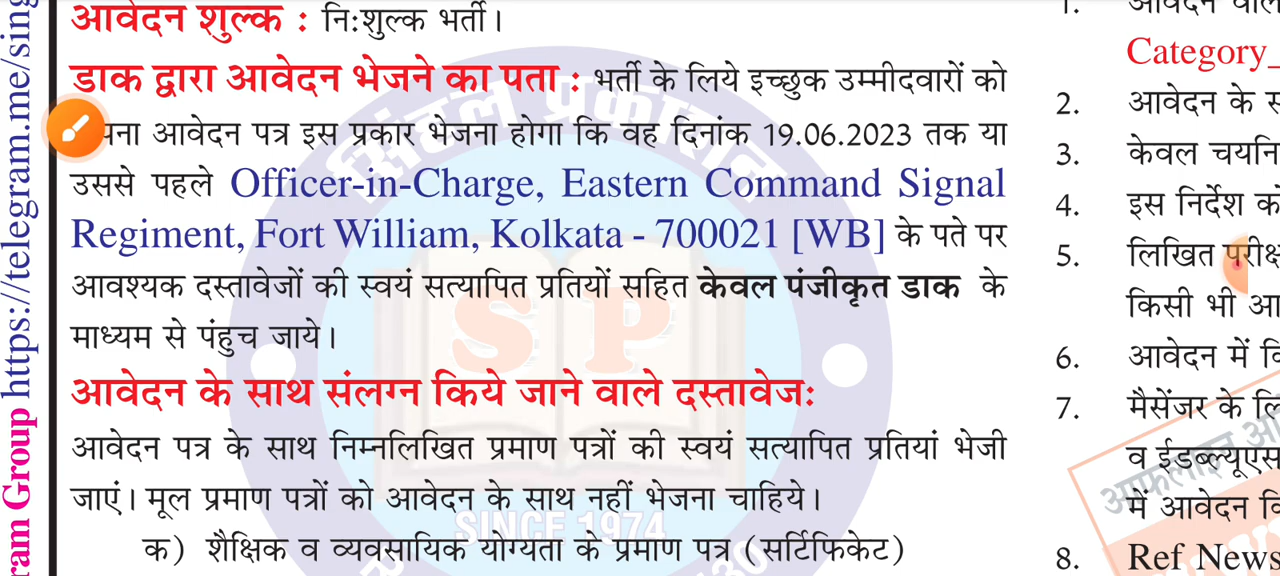 https://telegram.me/sing
ram Group
आवेदन शुल्क : नि:शुल्क भर्ती।
डाक द्वारा आवेदन भेजने का पता : भर्ती के लिये इच्छुक उम्मीदवारों को
पना आवेदन पत्र इस प्रकार भेजना होगा कि वह दिनांक 19.06.2023 तक या
उससे पहले Officer-in-Charge, Eastern Command Signal
Regiment, Fort William, Kolkata - 700021 [WB] के पते पर
आवश्यक दस्तावेजों की स्वयं सत्यापित प्रतियों सहित केवल पंजीकृत डाक के
माध्यम से पंहुच जाये।
आवेदन के साथ संलग्न किये जाने वाले दस्तावेज:
आवेदन पत्र के साथ निम्नलिखित प्रमाण पत्रों की स्वयं सत्यापित प्रतियां भेजी
जाएं। मूल प्रमाण पत्रों को आवेदन के साथ नहीं भेजना चाहिये।
क) शैक्षिक व व्यवसायिक योग्यता के प्रमाण पत्र (सर्टिफिकेट)
S P
SINCE 1974
1. आवेदन
Category_
2. आवेदन के
3. केवल चयनि
4. इस निर्देश को
5. लिखित परीक्ष
किसी भी आ
6. आवेदन में
7. मैसेंजर के लि
व ईडब्ल्यूएस
में आवेदन
8. Ref News